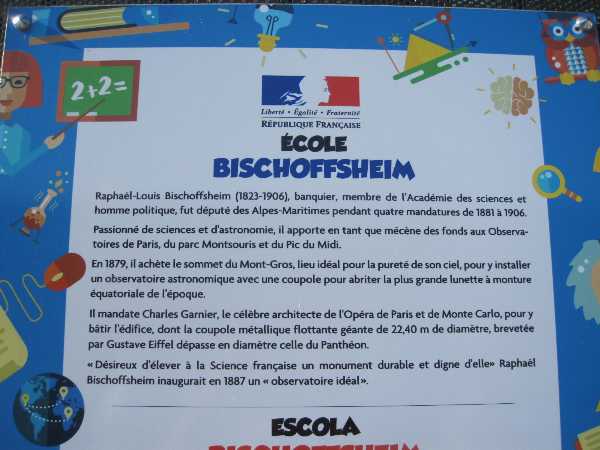 2+2=
Liberté • Égalité • Fraternité
RÉPUBLIQUE FRANÇAISE
ÉCOLE
BISCHOFFSHEIM
Raphaël-Louis Bischoffsheim (1823-1906), banquier, membre de l'Académie des sciences et
homme politique, fut député des Alpes-Maritimes pendant quatre mandatures de 1881 à 1906.
Passionné de sciences et d'astronomie, il apporte en tant que mécène des fonds aux Observa-
toires de Paris, du parc Montsouris et du Pic du Midi.
En 1879, il achète le sommet du Mont-Gros, lieu idéal pour la pureté de son ciel, pour y installer
un observatoire astronomique avec une coupole pour abriter la plus grande lunette à monture
équatoriale de l'époque.
Il mandate Charles Garnier, le célèbre architecte de l'Opéra de Paris et de Monte Carlo, pour y
bâtir l'édifice, dont la coupole métallique flottante géante de 22,40 m de diamètre, brevetée
par Gustave Eiffel dépasse en diamètre celle du Panthéon.
« Désireux d'élever à la Science française un monument durable et digne d'elle» Raphaël
Bischoffsheim inaugurait en 1887 un « observatoire idéal».
ESCOLA
BISCHOFFSHEIM